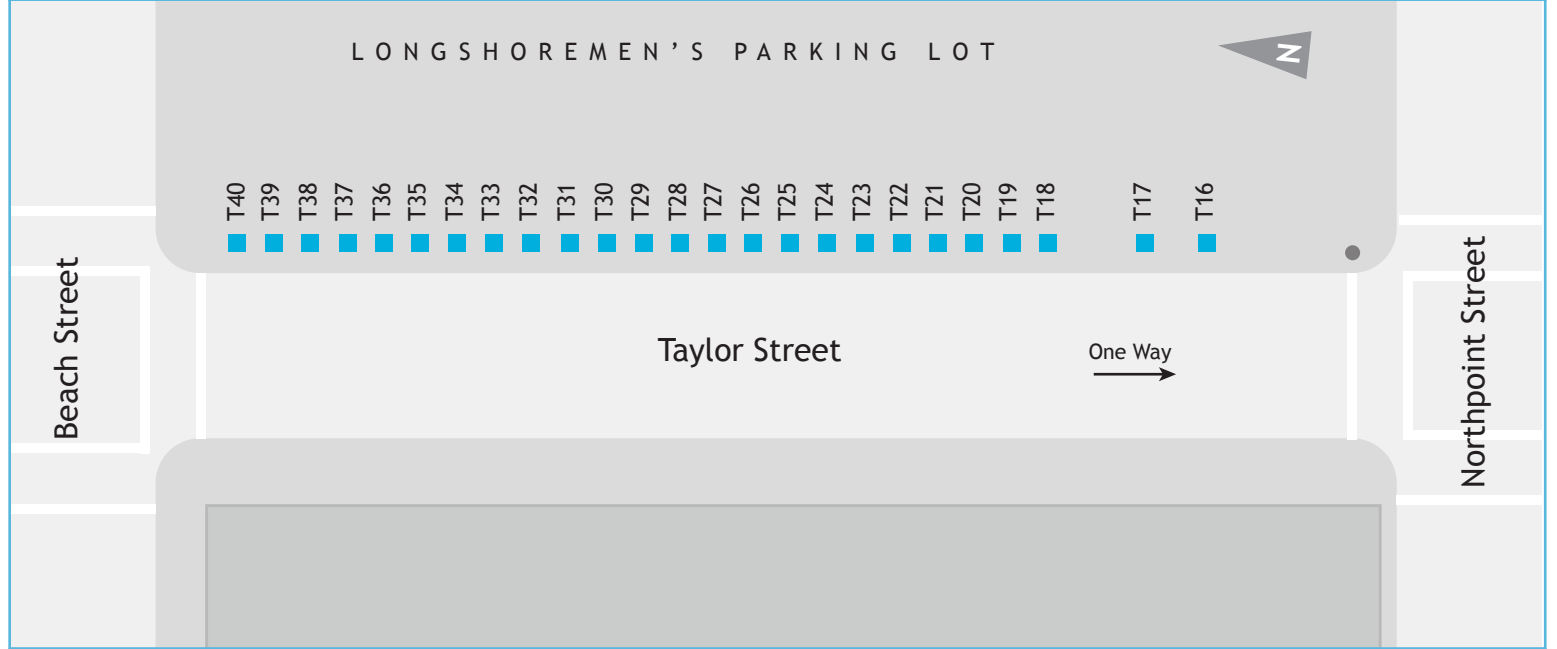 LONGSHOREMEN’S PARKING LOT
N
T40
T39
T38
T37
T36
T35
T34
T33
T32
T31
T30
T29
T28
T27
T26
T25
T24
T23
T22
T21
T20
T19
T18
T17
T16
Beach Street
Taylor Street
One Way
Northpoint Street